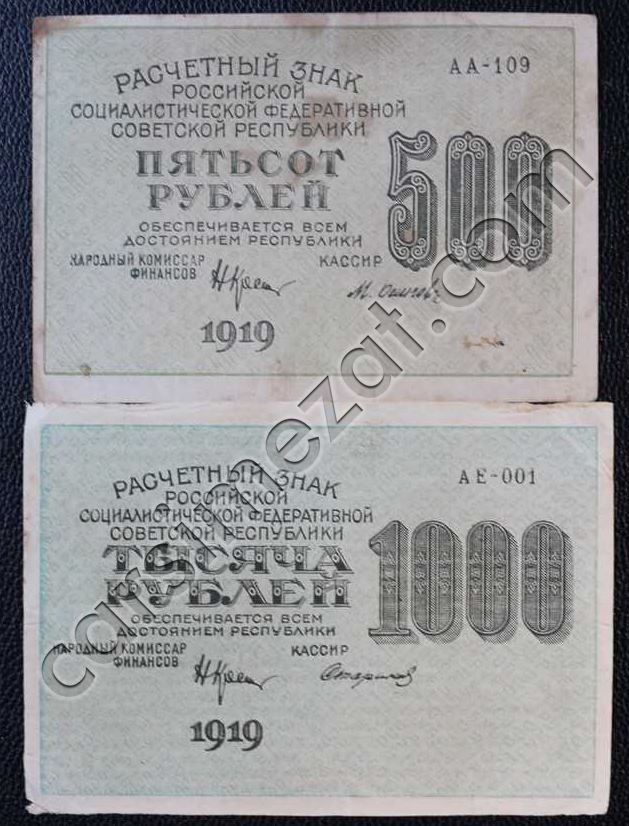 РАСЧЕТНЫЙ ЗНАК
РОССИЙСКОЙ
СОЦИАЛИСТИЧЕСКОЙ ФЕДЕРАТИВНОЙ
СОВЕТСКОЙ РЕСПУБЛИКИ
ПЯТЬСОТ
РУБЛЕЙ
ОБЕСПЕЧИВАЕТСЯ ВСЕМ
ДОСТОЯНИЕМ РЕСПУБЛИКИ
НАРОДНЫЙ КОМИССАР
ФИНАНСОВ
КАССИР
1919
АА-109
500
РАСЧЕТНЫЙ ЗНАК
РОССИЙСКОЙ
СОЦИАЛИСТИЧЕСКОЙ ФЕДЕРАТИВНОЙ
СОВЕТСКОЙ РЕСПУБЛИКИ
ТЫСЯЧА
РУБЛЕЙ
ОБЕСПЕЧИВАЕТСЯ ВСЕМ
ДОСТОЯНИЕМ РЕСПУБЛИКИ
НАРОДНЫЙ КОМИССАР
ФИНАНСОВ
КАССИР
1919
АЕ-001
1000